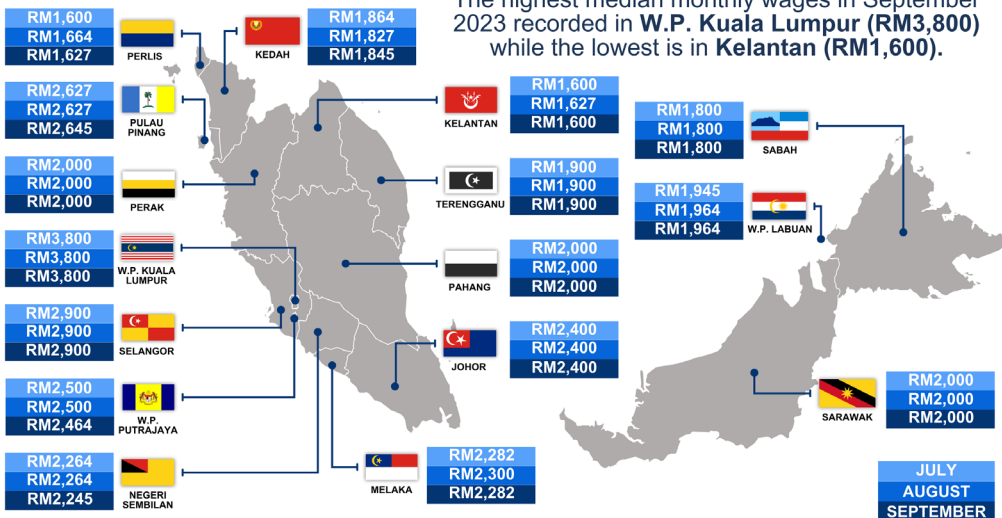 The highest median monthly wages in September
2023 recorded in W.P. Kuala Lumpur (RM3,800)
while the lowest is in Kelantan (RM1,600).
RM1,600
RM1,664
RM1,627
PERLIS
KEDAH
RM1,864
RM1,827
RM1,845
RM2,627
RM2,627
RM2,645
PULAU
PINANG
KELANTAN
RM1,600
RM1,627
RM1,600
RM1,800
RM1,800
RM1,800
SABAH
RM2,000
RM2,000
RM2,000
PERAK
TERENGGANU
RM1,900
RM1,900
RM1,900
RM1,945
RM1,964
RM1,964
W.P. LABUAN
RM3,800
RM3,800
RM3,800
W.P. KUALA
LUMPUR
PAHANG
RM2,000
RM2,000
RM2,000
RM2,900
RM2,900
RM2,900
SELANGOR
JOHOR
RM2,400
RM2,400
RM2,400
RM2,500
RM2,500
RM2,464
W.P.
PUTRAJAYA
SARAWAK
RM2,000
RM2,000
RM2,000
RM2,264
RM2,264
RM2,245
NEGERI
SEMBILAN
MELAKA
RM2,282
RM2,300
RM2,282
JULY
AUGUST
SEPTEMBER